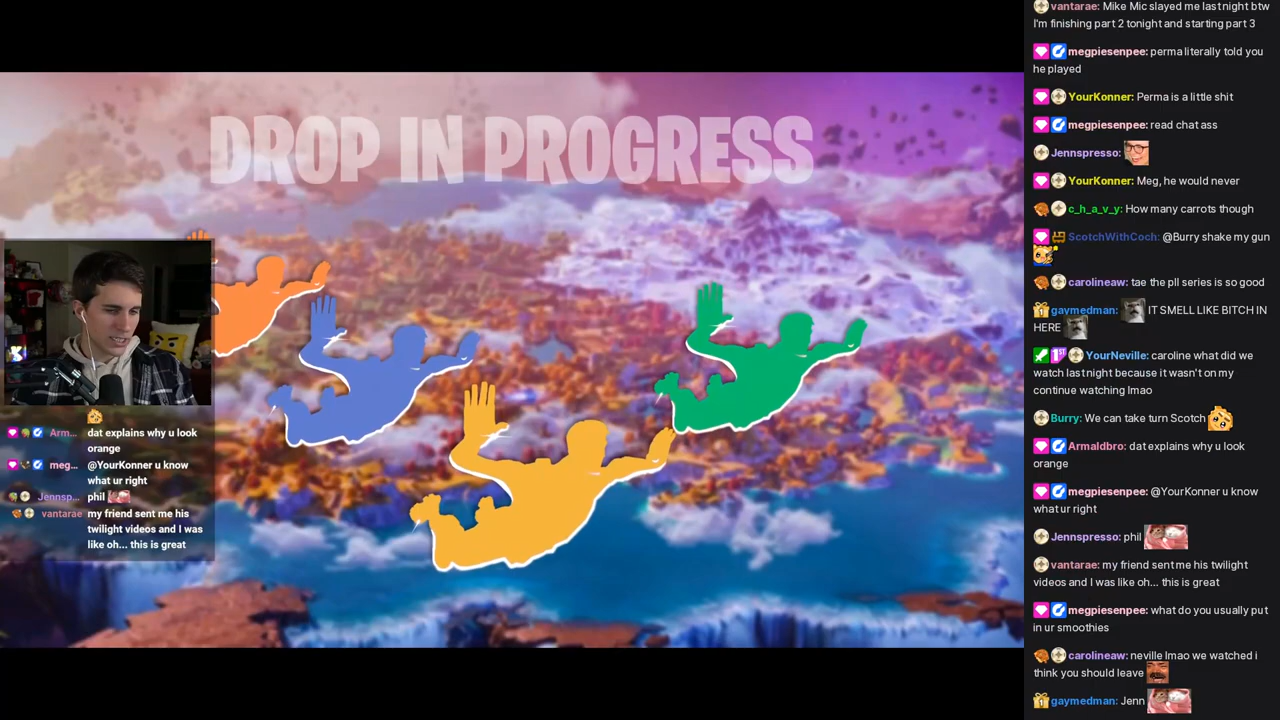 DROP IN PROGRESS
Arm... dat explains why u look
orange
meg... @YourKonner u know
what ur right
Jennsp... phil
vantarae my friend sent me his
twilight videos and I was
like oh... this is great
vantarae: Mike Mic slayed me last night btw
I'm finishing part 2 tonight and starting part 3
megpiesenpee: perma literally told you
he played
YourKonner: Perma is a little shit
megpiesenpee: read chat ass
Jennspresso:
YourKonner: Meg, he would never
c_h_a_v_y: How many carrots though
ScotchWithCoch: @Burry shake my gun
carolineaw: tae the pll series is so good
gaymedman: IT SMELL LIKE BITCH IN
HERE
YourNeville: caroline what did we
watch last night because it wasn't on my
continue watching lmao
Burry: We can take turn Scotch
Armaldbro: dat explains why u look
orange
megpiesenpee: @YourKonner u know
what ur right
Jennspresso: phil
vantarae: my friend sent me his twilight
videos and I was like oh... this is great
megpiesenpee: what do you usually put
in ur smoothies
carolineaw: neville lmao we watched i
think you should leave
gaymedman: Jenn